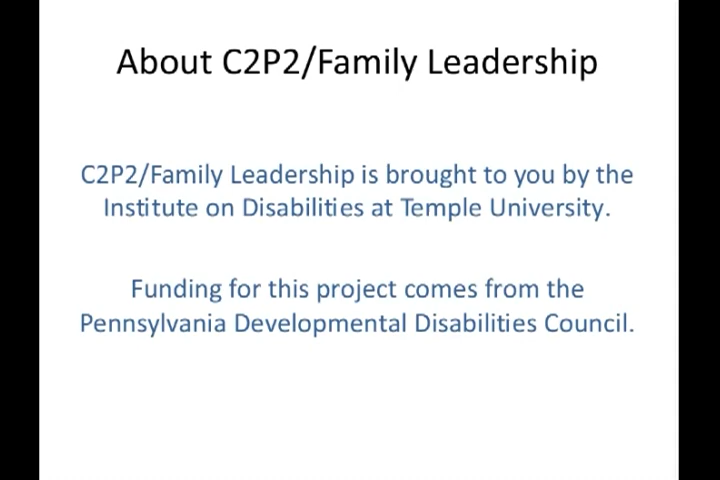 About C2P2/Family Leadership
C2P2/Family Leadership is brought to you by the
Institute on Disabilities at Temple University.
Funding for this project comes from the
Pennsylvania Developmental Disabilities Council.